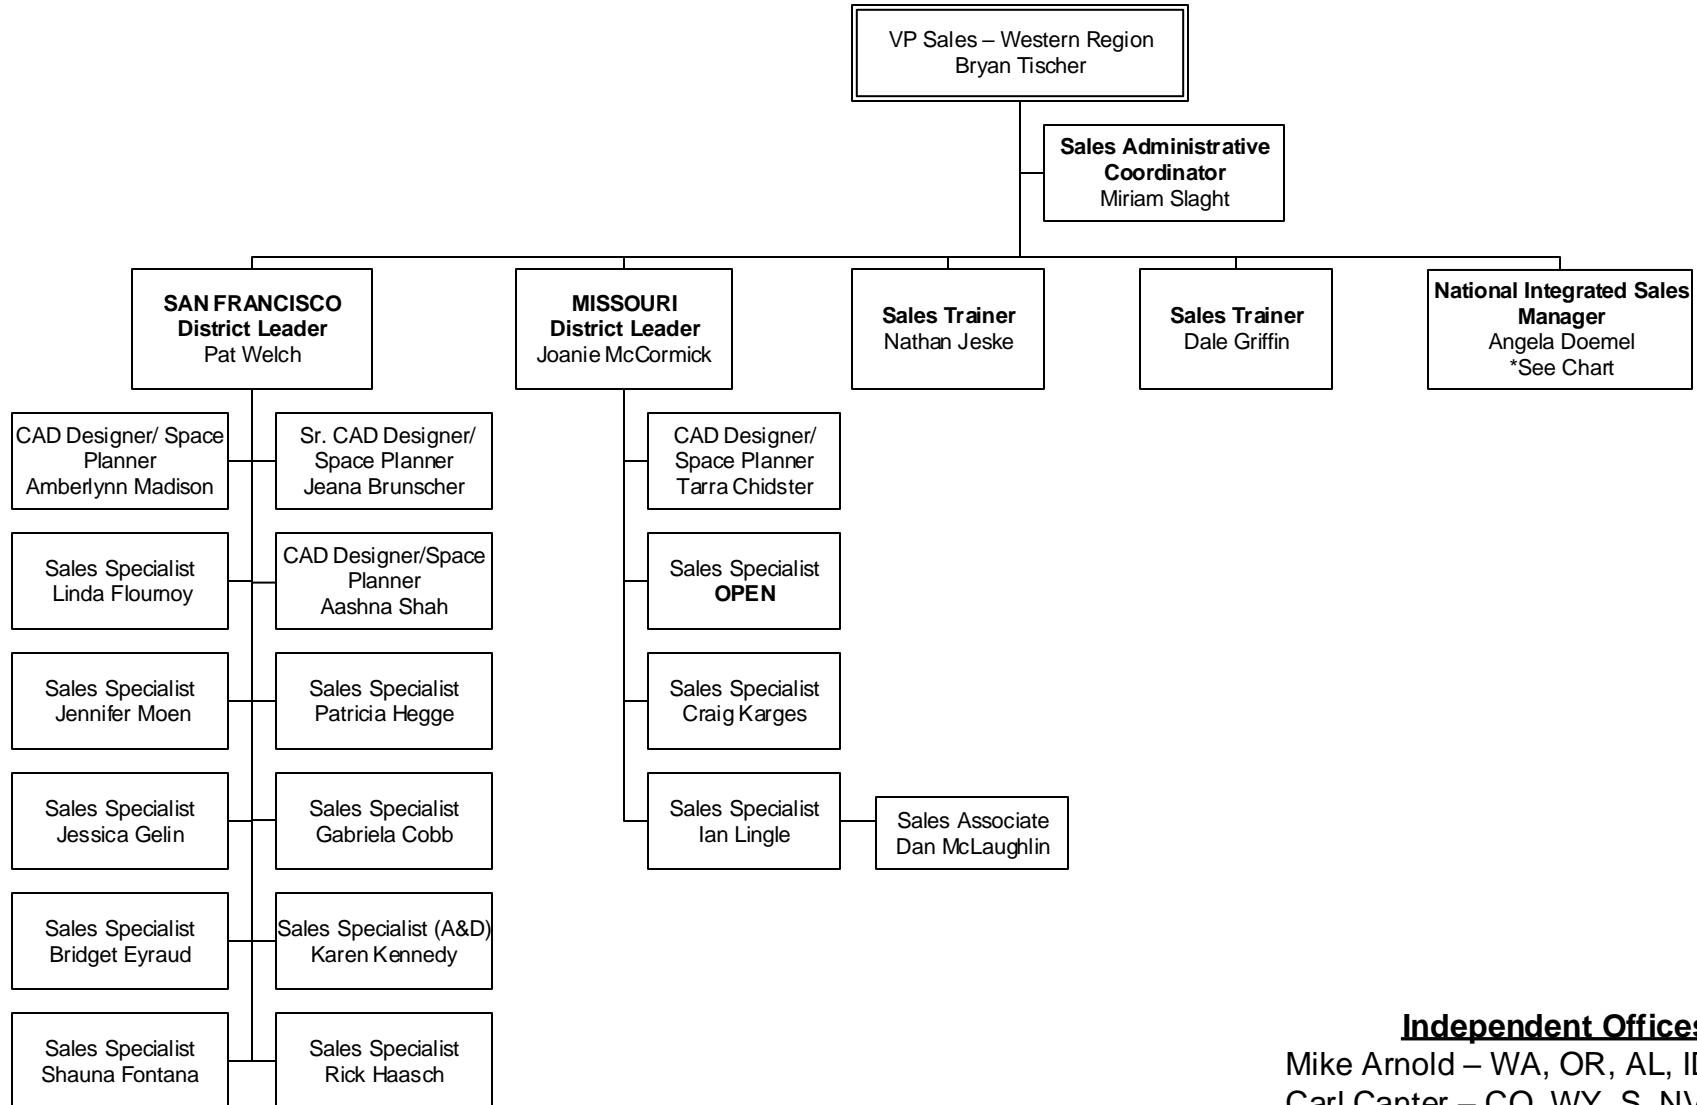 VP Sales – Western Region
Bryan Tischer
Sales Administrative
Coordinator
Miriam Slaght
SAN FRANCISCO
District Leader
Pat Welch
MISSOURI
District Leader
Joanie McCormick
Sales Trainer
Nathan Jeske
Sales Trainer
Dale Griffin
National Integrated Sales
Manager
Angela Doemel
*See Chart
CAD Designer/ Space
Planner
Amberlynn Madison
Sr. CAD Designer/
Space Planner
Jeana Brunscher
CAD Designer/
Space Planner
Tarra Chidster
Sales Specialist
Linda Flournoy
CAD Designer/Space
Planner
Aashna Shah
Sales Specialist
OPEN
Sales Specialist
Jennifer Moen
Sales Specialist
Patricia Hegge
Sales Specialist
Craig Karges
Sales Specialist
Jessica Gelin
Sales Specialist
Gabriela Cobb
Sales Specialist
Ian Lingle
Sales Associate
Dan McLaughlin
Sales Specialist
Bridget Eyraud
Sales Specialist (A&D)
Karen Kennedy
Sales Specialist
Shauna Fontana
Sales Specialist
Rick Haasch
Independent Offices
Mike Arnold – WA, OR, AL,
Carl Canter – CO, WY, S. NV